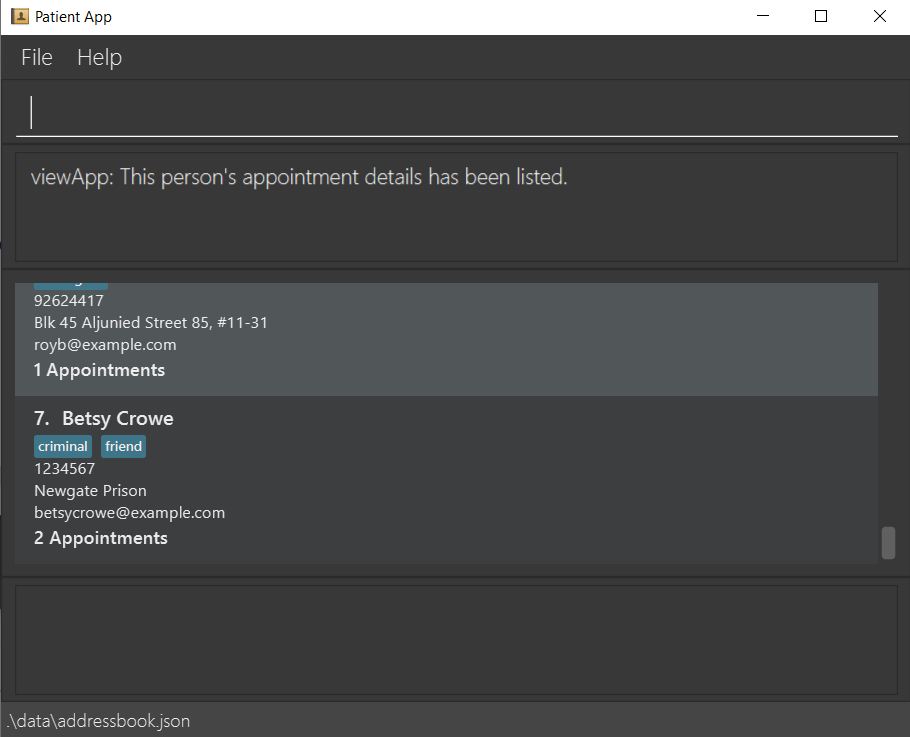 Patient App
File Help
viewApp: This person's appointment details has been listed.
92624417
Blk 45 Aljunied Street 85, #11-31
royb@example.com
1 Appointments
7. Betsy Crowe
criminal friend
1234567
Newgate Prison
betsycrowe@example.com
2 Appointments
.\data\addressbook.json